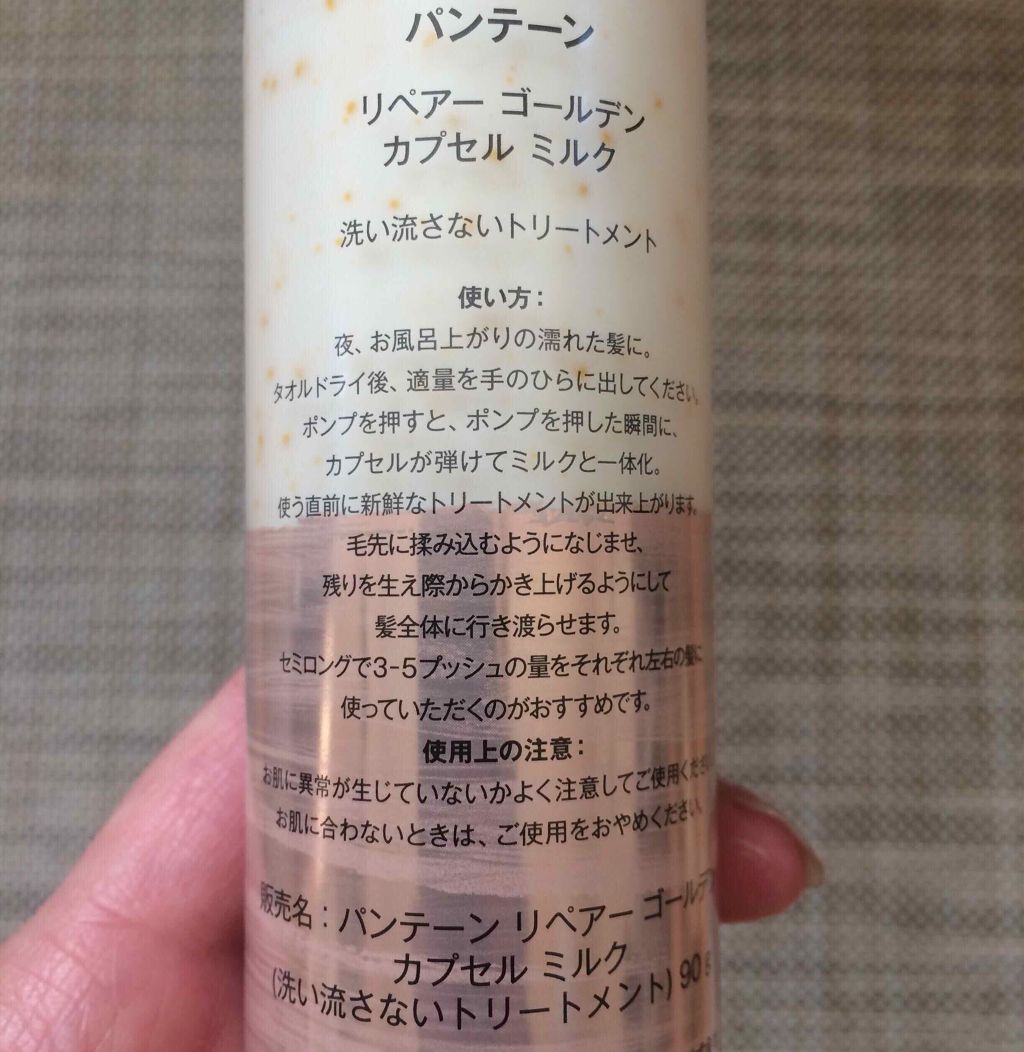 パンテーン
リペアー ゴールデン
カプセル ミルク
洗い流さないトリートメント
使い方：
夜、お風呂上がりの濡れた髪に。
タオルドライ後、適量を手のひらに出してください。
ポンプを押すと、ポンプを押した瞬間に、
カプセルが弾けてミルクと一体化。
使う直前に新鮮なトリートメントが出来上がります。
毛先に揉み込むようになじませ、
残りを生え際からかき上げるようにして
髪全体に行き渡らせます。
セミロングで3-5プッシュの量をそれぞれ左右の髪に
使っていただくのがおすすめです。
使用上の注意：
お肌に異常が生じていないかよく注意してご使用くださ
お肌に合わないときは、ご使用をおやめください。
販売名：パンテーン リペアー ゴールデ
カプセル ミルク
(洗い流さないトリートメント) 90 g